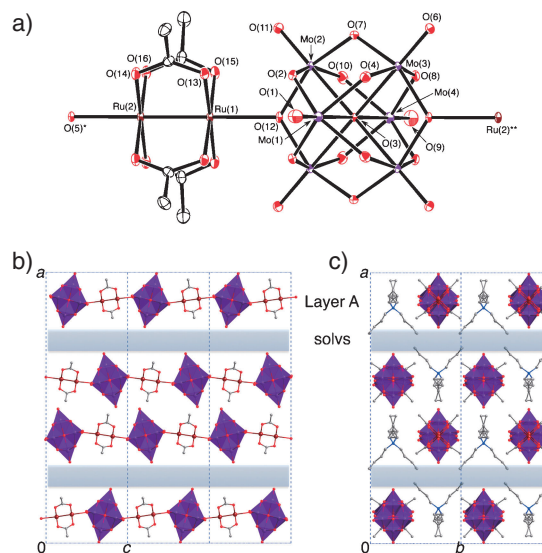 a)
O(11) O(7) O(6)
Mo(2)
O(16) O(15) Mo(3)
O(14) O(13) O(2) O(10) O(4) O(8)
O(1) Mo(4)
Ru(2) Ru(1)
O(5)* O(12) Ru(2)**
Mo(1) O(3) O(9)
b) c)
a a
Layer A
solvs
0 c 0 b